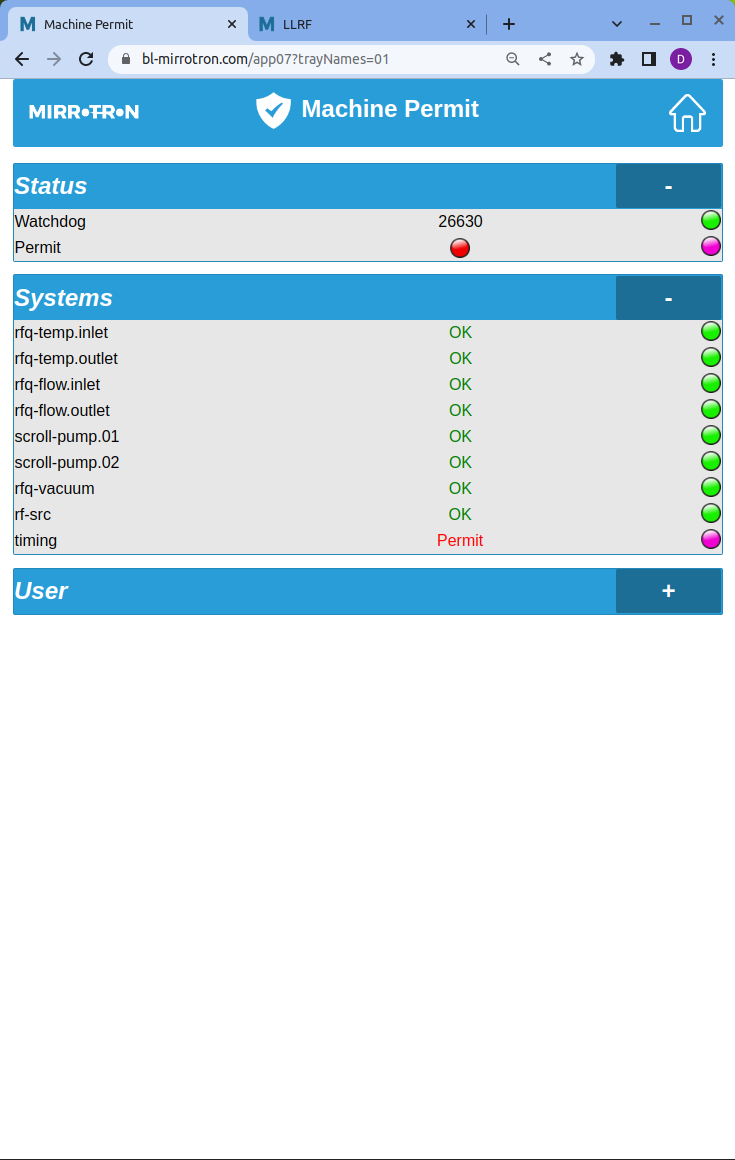 Machine Permit
LLRF
bl-mirrotron.com/app07?trayNames=01
D
MIRROTRON
Machine Permit
Status -
Watchdog 26630
Permit
Systems -
rfq-temp.inlet OK
rfq-temp.outlet OK
rfq-flow.inlet OK
rfq-flow.outlet OK
scroll-pump.01 OK
scroll-pump.02 OK
rfq-vacuum OK
rf-src OK
timing Permit
User +